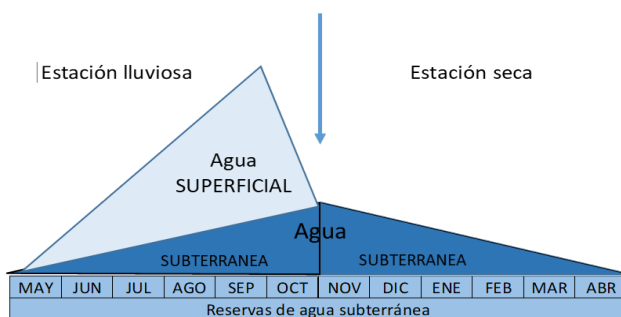 Estación lluviosa
Estación seca
Agua
SUPERFICIAL
Agua
SUBTERRANEA
SUBTERRANEA
MAY JUN JUL AGO SEP OCT NOV DIC ENE FEB MAR ABR
Reservas de agua subterránea